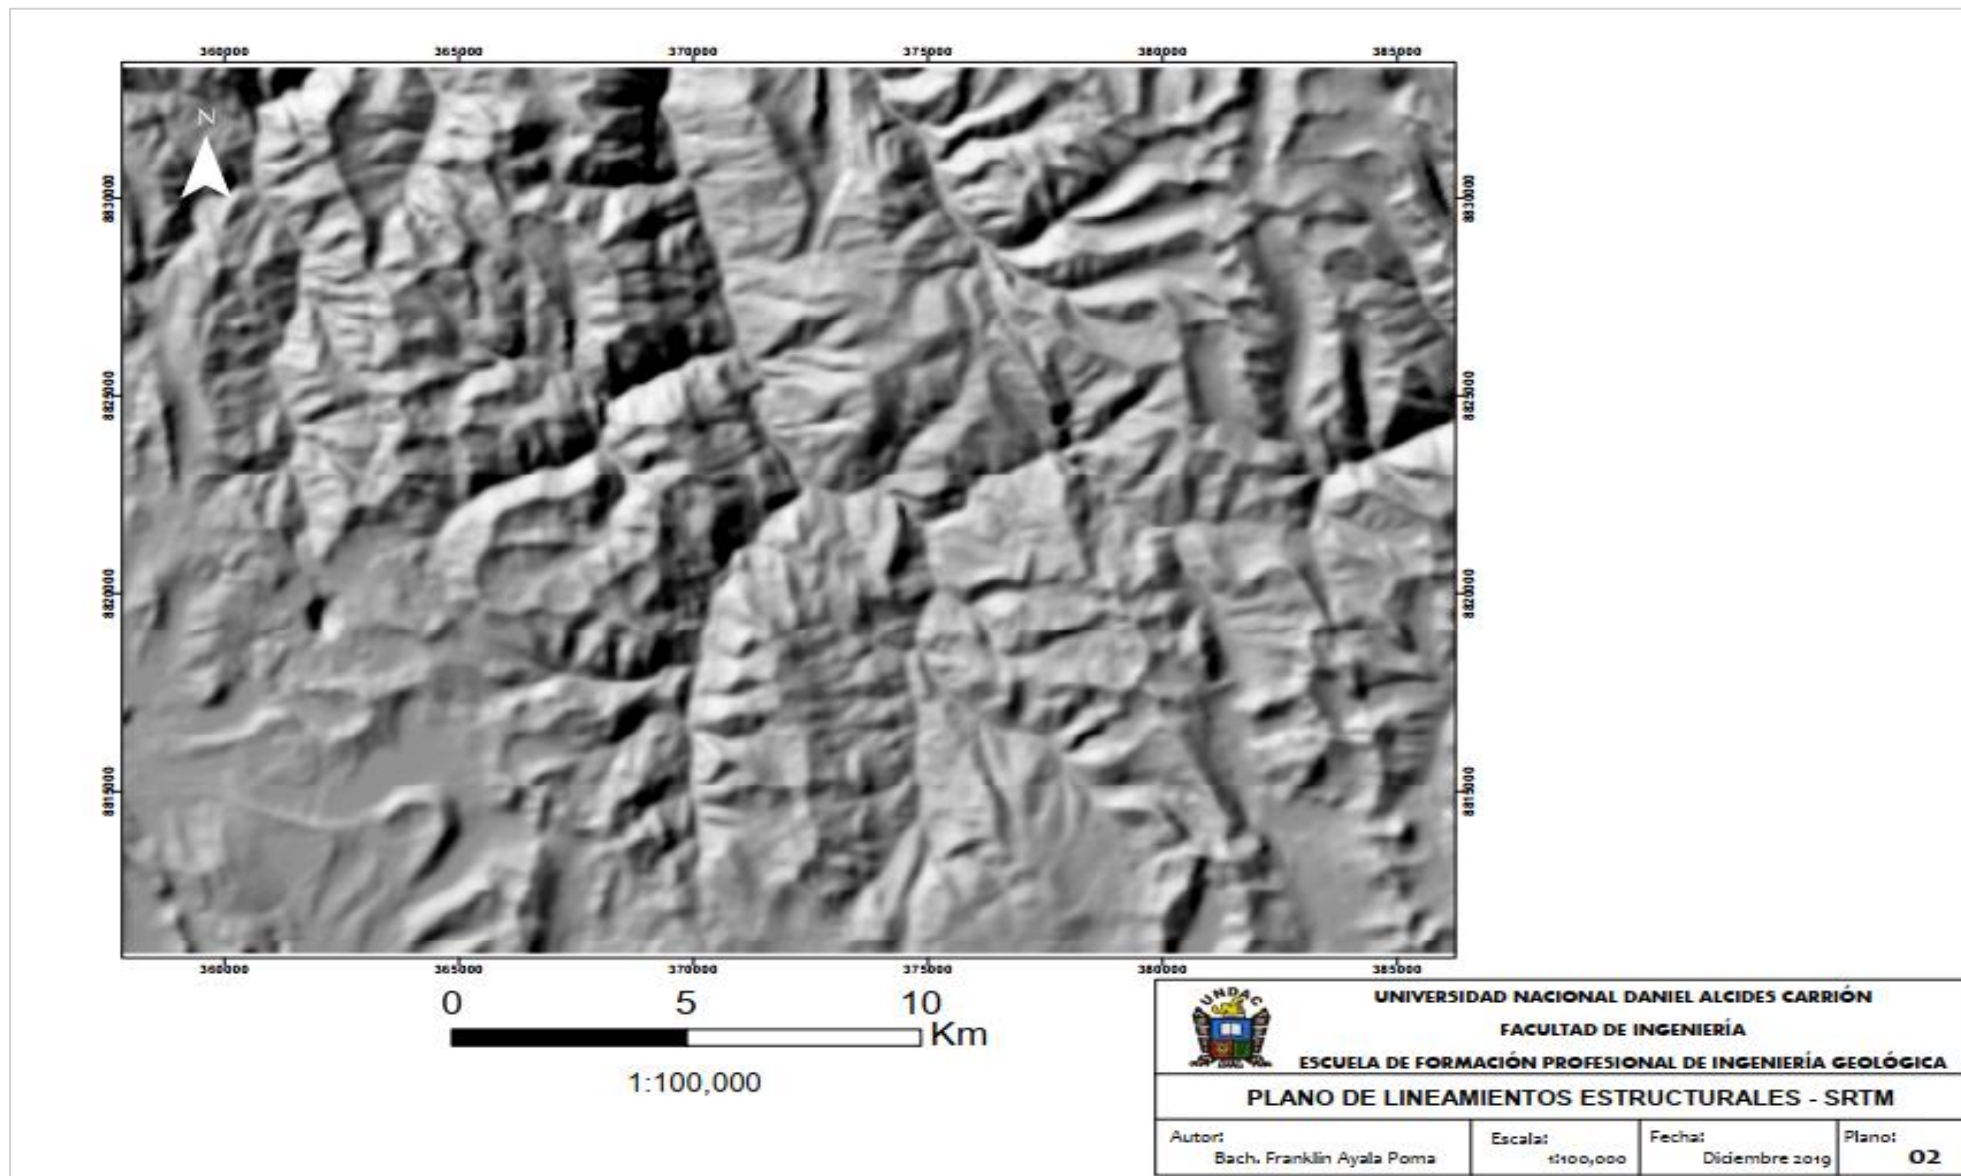 360000 365000 370000 375000 380000 385000
N
8830000 8830000
8825000 8825000
8820000 8820000
8815000 8815000
360000 365000 370000 375000 380000 385000
0 5 10
Km
1:100,000
UNDAC
UNIVERSIDAD NACIONAL DANIEL ALCIDES CARRIÓN
FACULTAD DE INGENIERÍA
ESCUELA DE FORMACIÓN PROFESIONAL DE INGENIERÍA GEOLÓGICA
PLANO DE LINEAMIENTOS ESTRUCTURALES - SRTM
Autor: Escala: Fecha: Plano:
Bach. Franklin Ayala Poma 1:100,000 Diciembre 2019 02